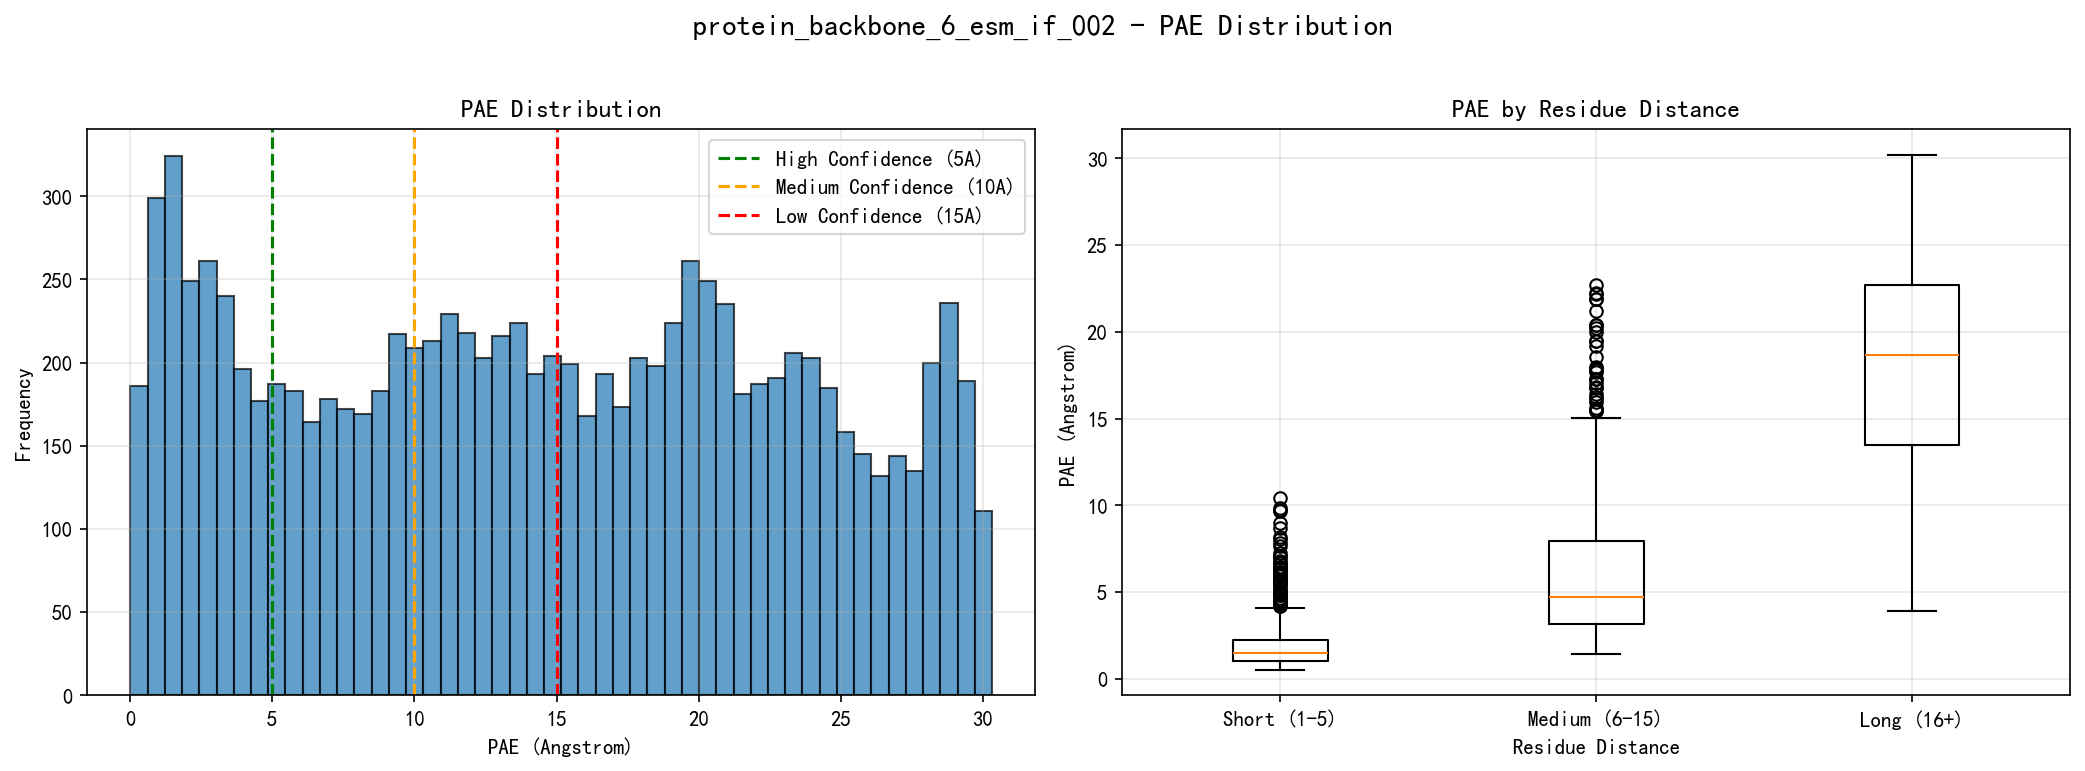 protein_backbone_6_esm_if_002 - PAE Distribution
PAE Distribution
High Confidence (5A)
Medium Confidence (10A)
Low Confidence (15A)
Frequency
300
250
200
150
100
50
0
0 5 10 15 20 25 30
PAE (Angstrom)
PAE by Residue Distance
PAE (Angstrom)
30
25
20
15
10
5
0
Short (1-5) Medium (6-15) Long (16+)
Residue Distance